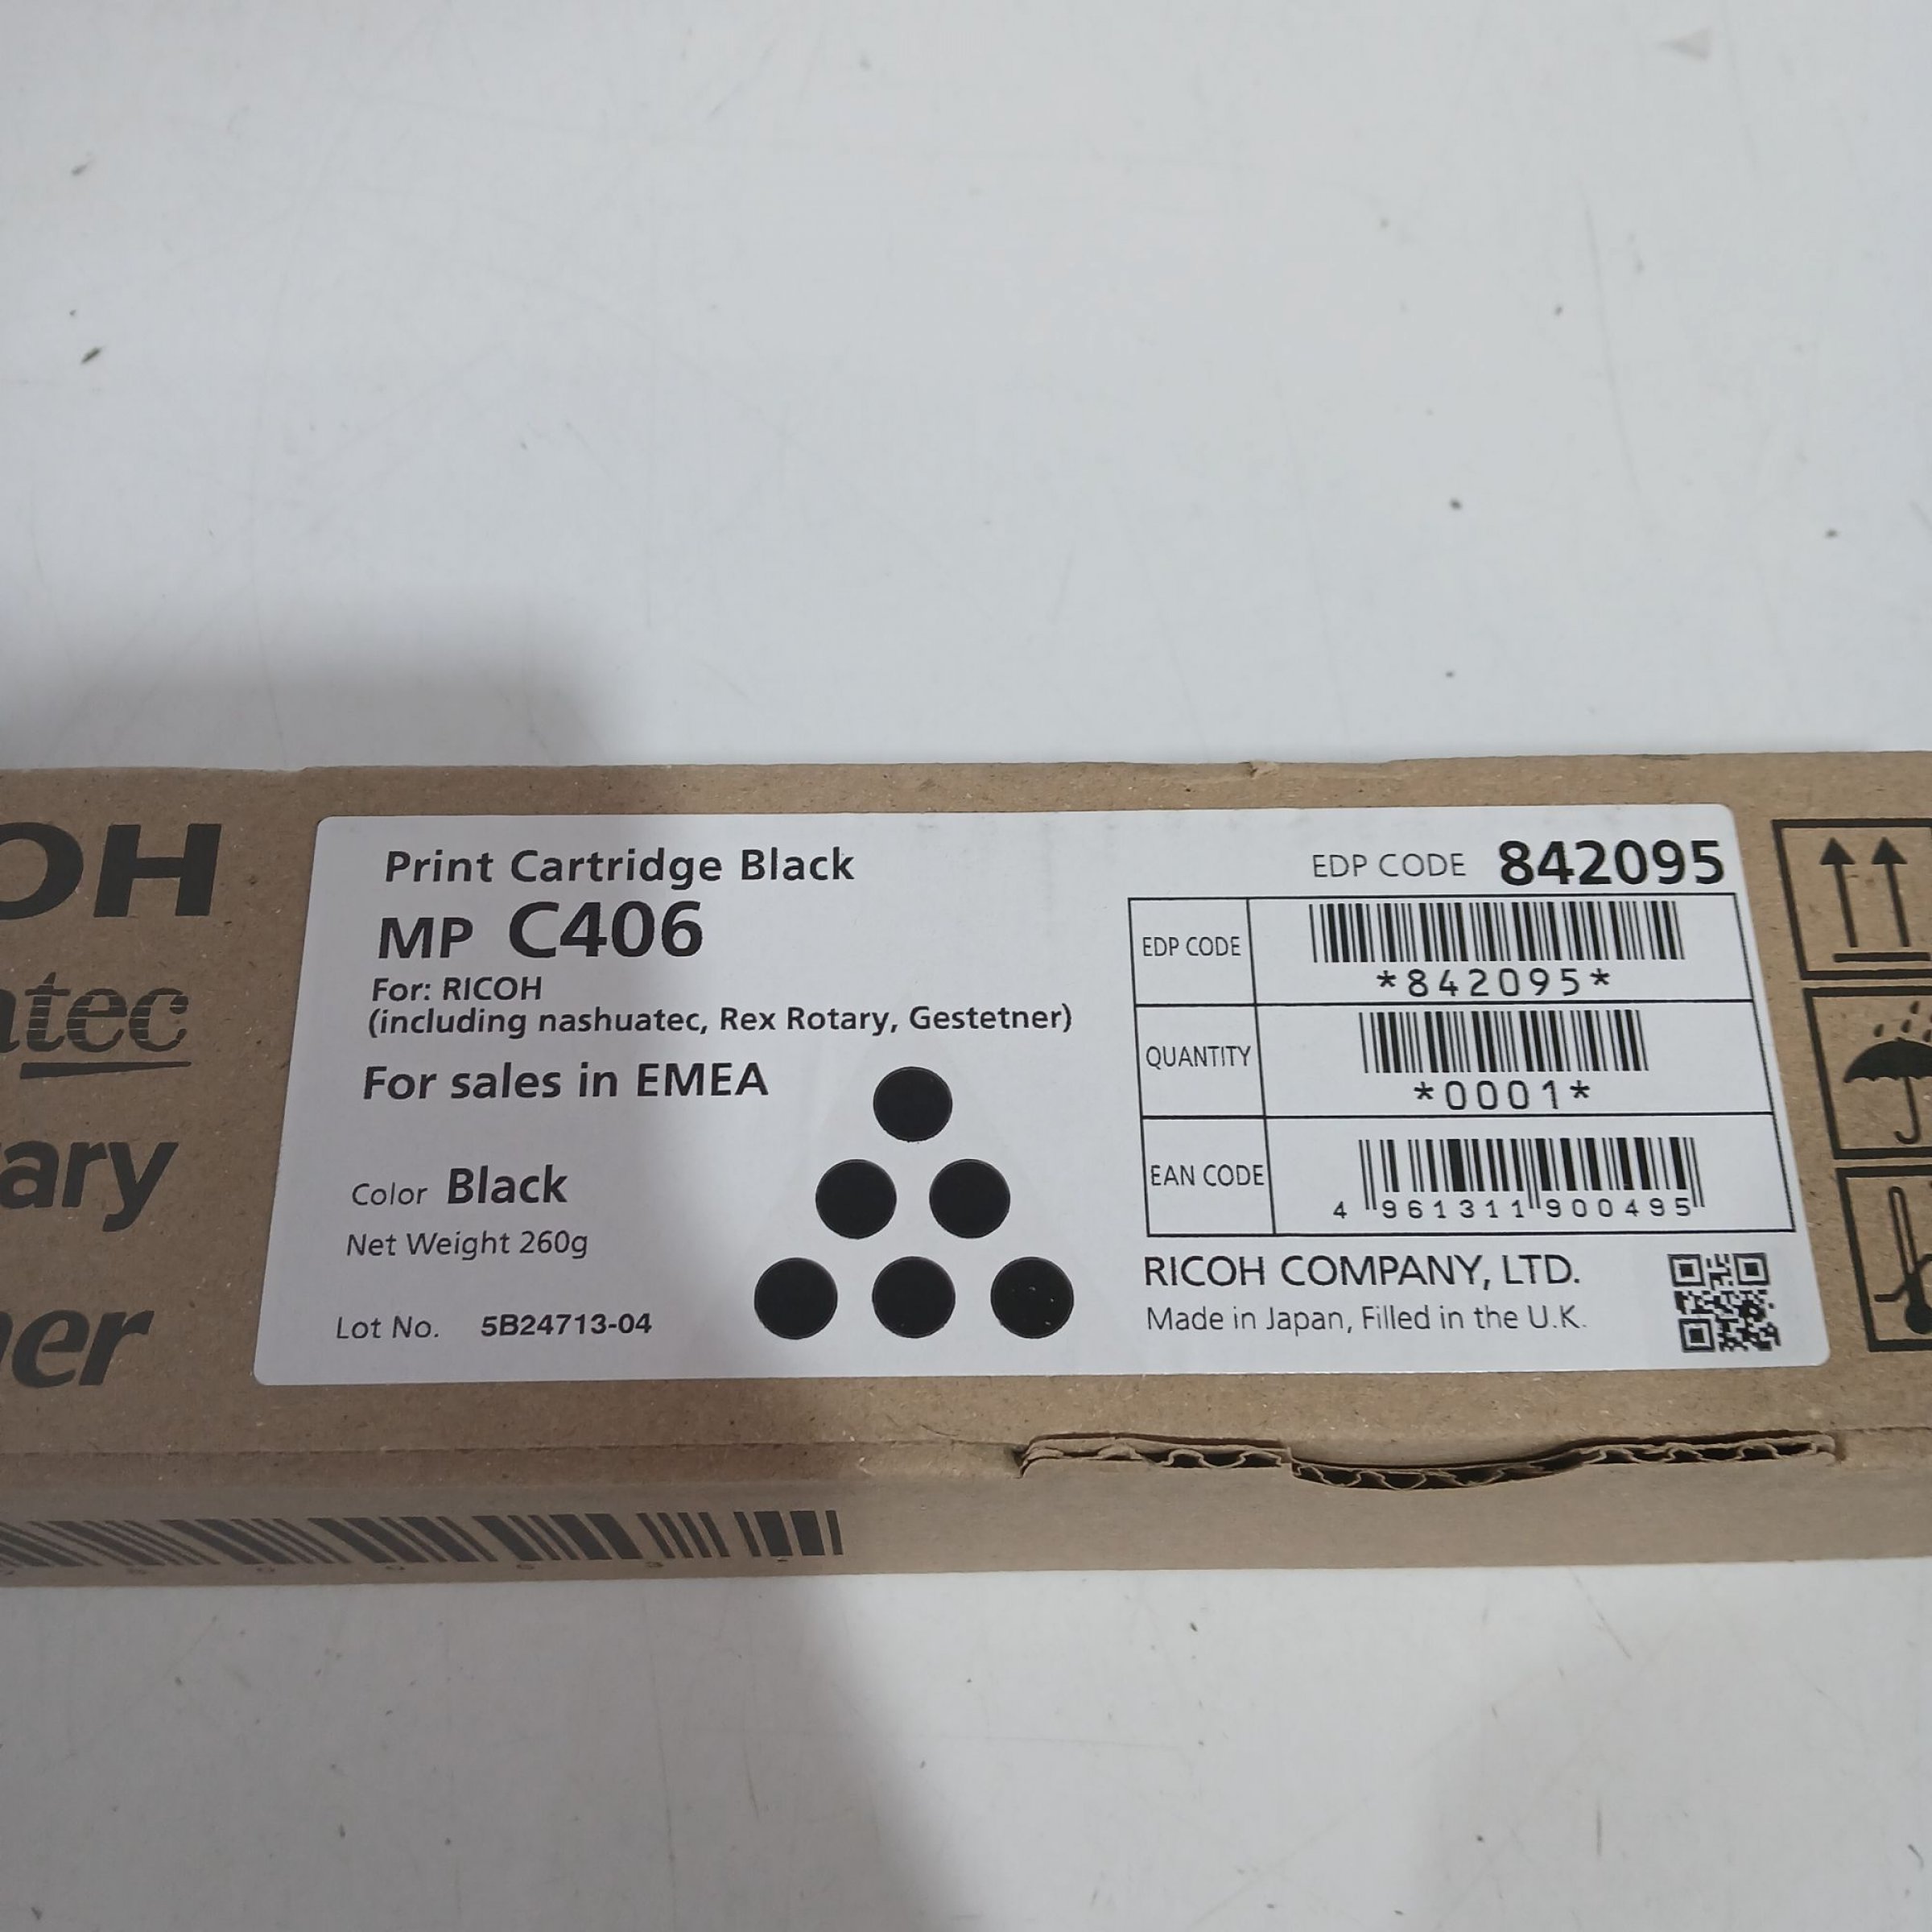 OH
atec
ary
ner
Print Cartridge Black
MP C406
For: RICOH
(including nashuatec, Rex Rotary, Gestetner)
For sales in EMEA
Color Black
Net Weight 260g
Lot No. 5B24713-04
EDP CODE 842095
EDP CODE
*842095*
QUANTITY
*0001*
EAN CODE
4 961311 900495
RICOH COMPANY, LTD.
Made in Japan, Filled in the U.K.